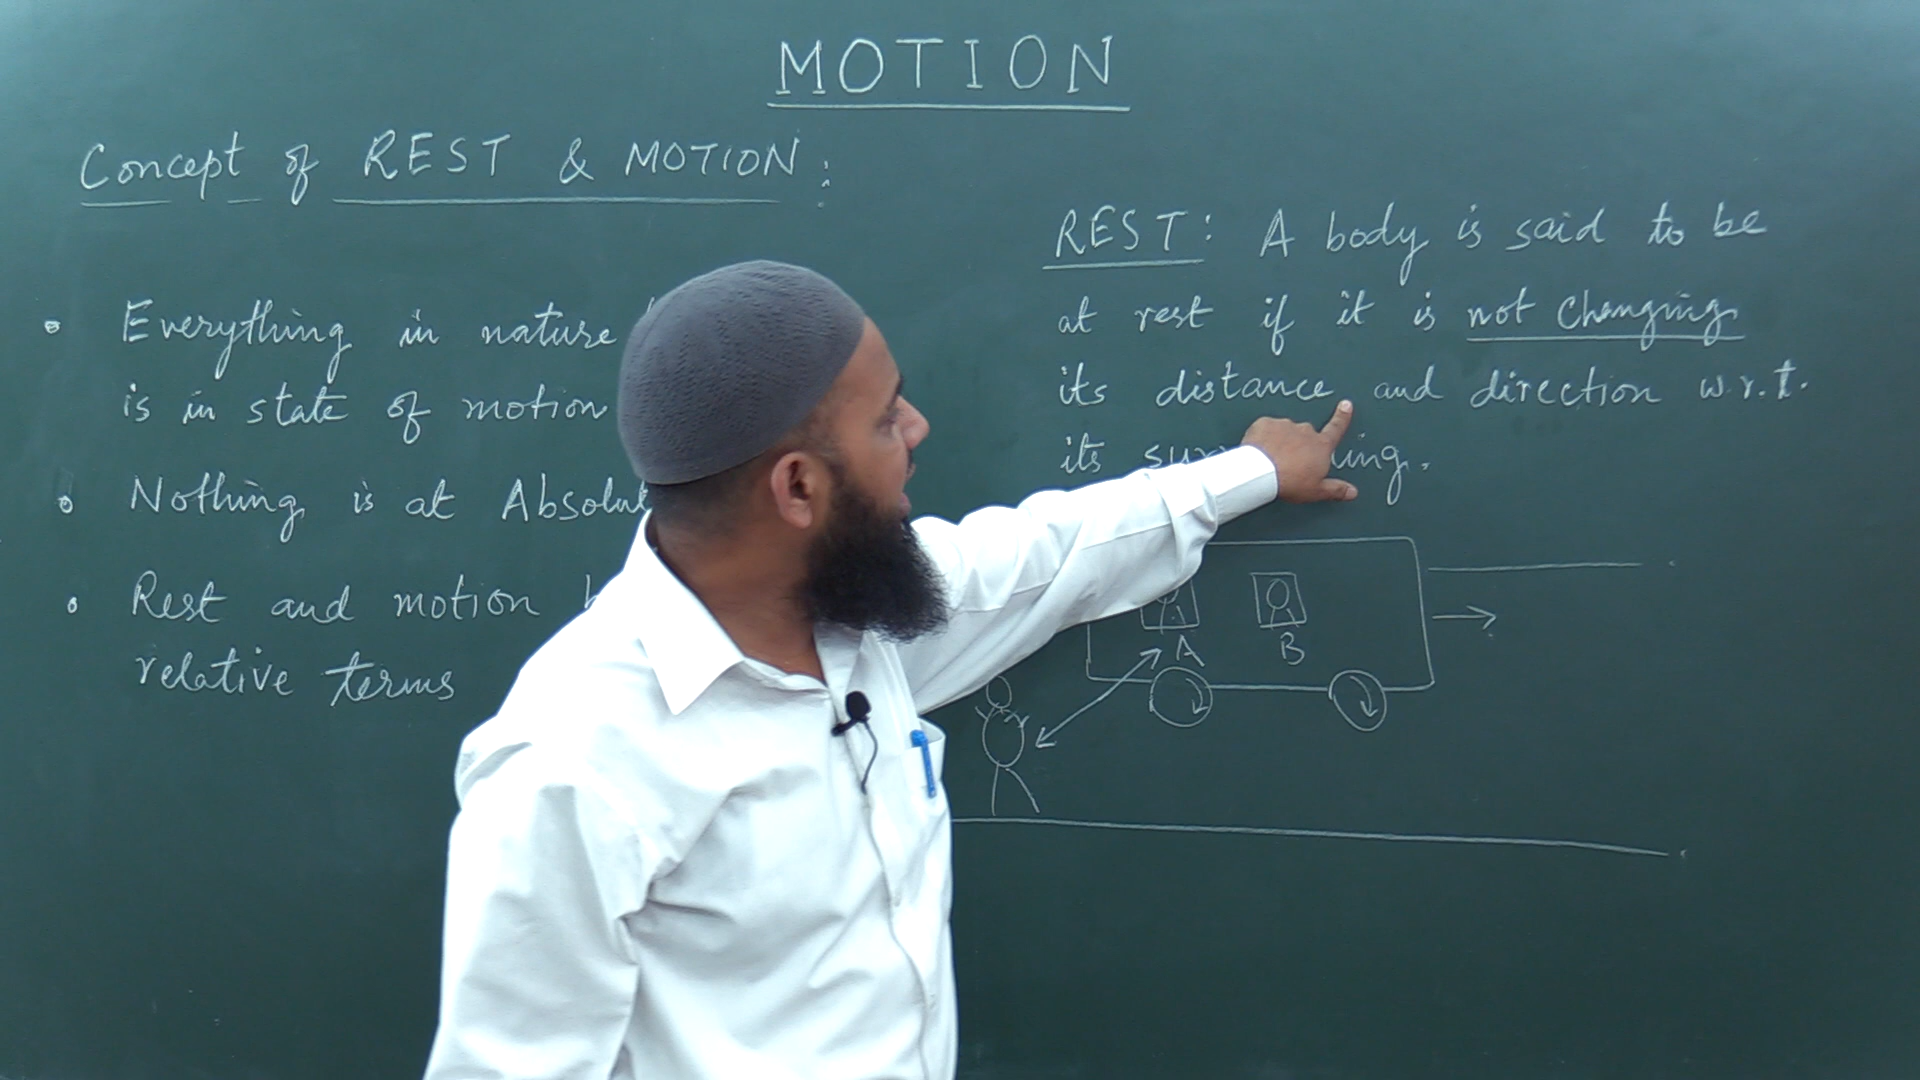 MOTION
Concept of REST & MOTION:
• Everything in nature
is in state of motion
• Nothing is at
• Rest and motion
relative terms
REST: A body is said to be
at rest if it is not changing
its distance and direction w.r.t.
its
A
B